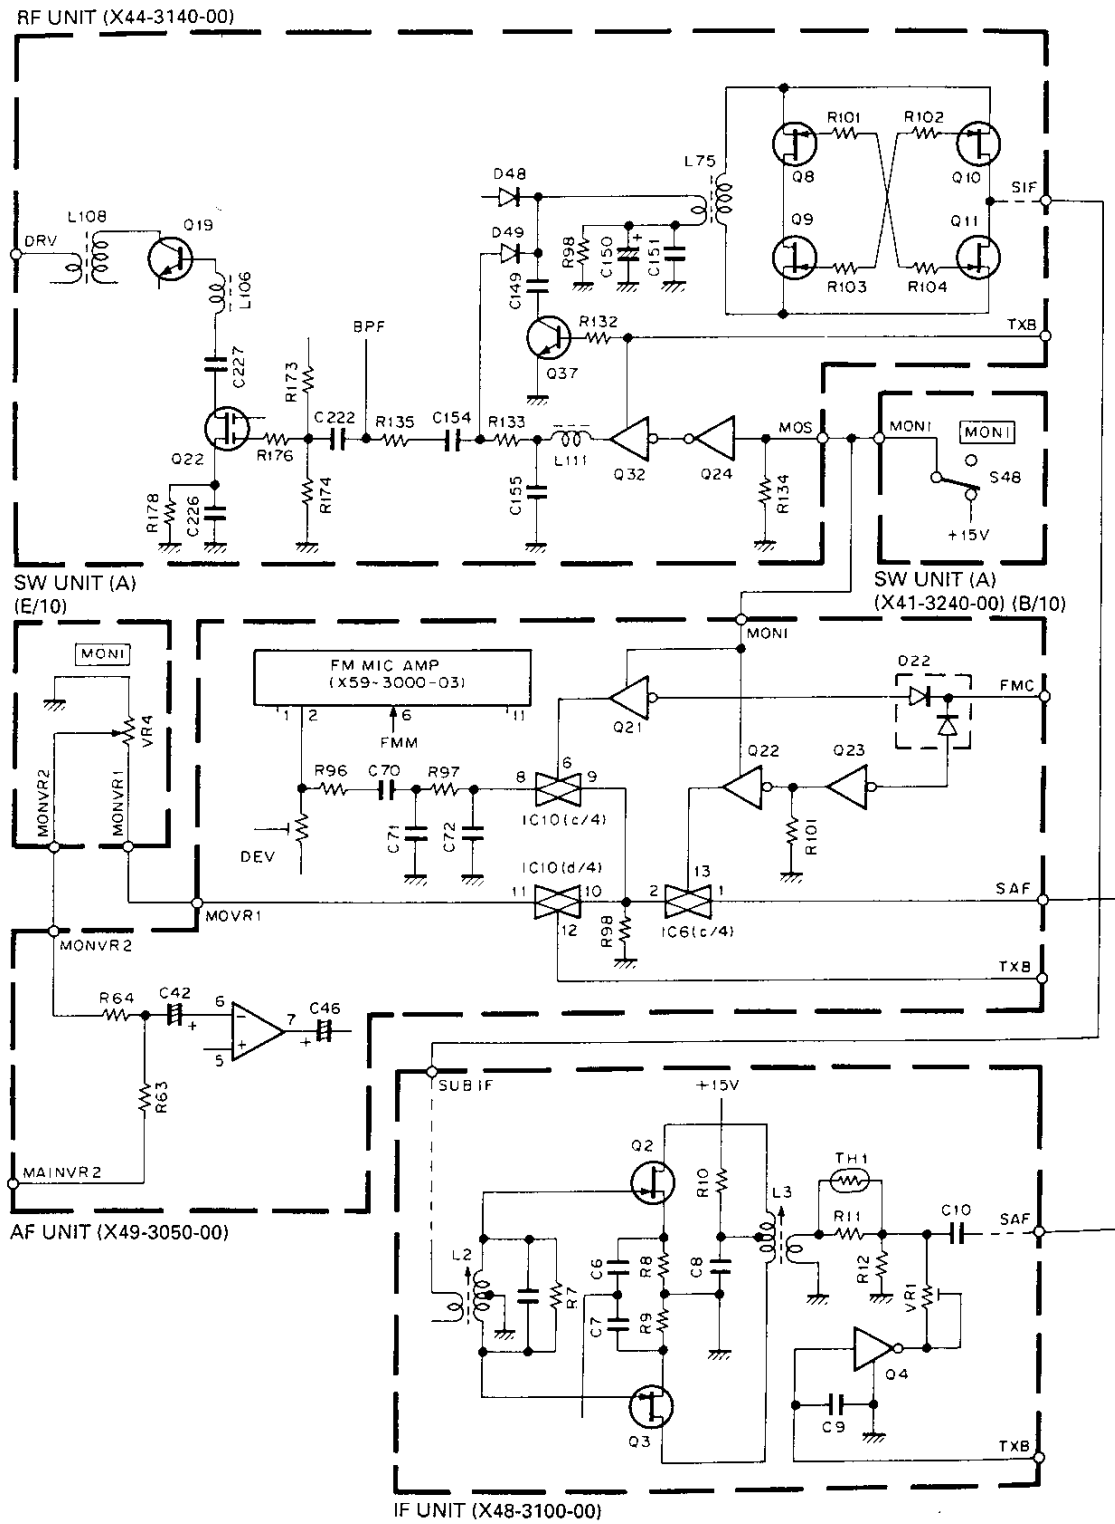 RF UNIT (X44-3140-00)
DRV
L108
Q19
L106
C227
Q22
R178
C226
R176
R173
R174
C222
BPF
R135
C154
R133
C155
L111
D48
D49
C149
Q37
R132
R98
C150
+
C151
L75
R101
R102
Q8
Q10
Q9
Q11
R103
R104
SIF
TXB
Q32
Q24
R134
MOS
MONI
MONI
S48
+15V
SW UNIT (A)
(X41-3240-00) (B/10)
SW UNIT (A)
(E/10)
MONI
VR4
MONVR2
MONVR1
MONI
FM MIC AMP
(X59-3000-03)
1
2
6
11
FMM
Q21
D22
FMC
R96
C70
R97
8
6
9
IC10(c/4)
C71
C72
DEV
Q22
Q23
R101
IC10(d/4)
11
10
12
R98
2
13
1
IC6(c/4)
SAF
TXB
MOVR1
MONVR2
R64
C42
+
6
5
−
+
7
C46
+
R63
MAINVR2
AF UNIT (X49-3050-00)
SUBIF
L2
R7
C6
C7
R8
R9
Q2
Q3
+15V
R10
C8
L3
TH1
R11
R12
C10
SAF
VR1
Q4
C9
TXB
IF UNIT (X48-3100-00)